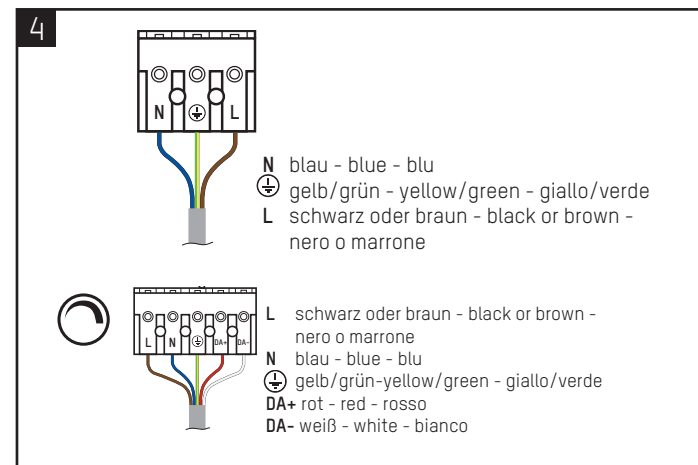 4
N L
N blau - blue - blu
gelb/grün - yellow/green - giallo/verde
L schwarz oder braun - black or brown -
nero o marrone
L N DA+ DA-
L schwarz oder braun - black or brown -
nero o marrone
N blau - blue - blu
gelb/grün-yellow/green - giallo/verde
DA+ rot - red - rosso
DA- weiß - white - bianco